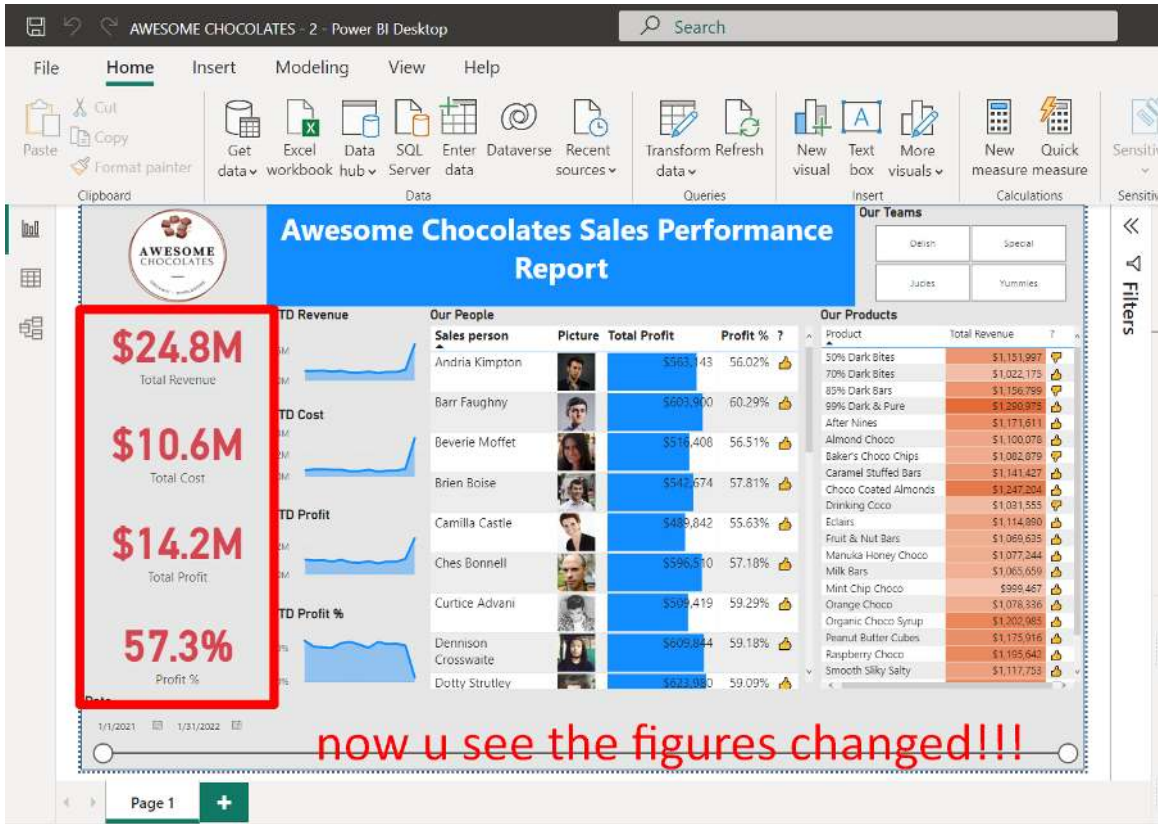 AWESOME CHOCOLATES - 2 - Power BI Desktop
Search
File Home Insert Modeling View Help
Paste
Cut
Copy
Format painter
Get data
Excel workbook
Data hub
SQL Server
Enter data
Dataverse
Recent sources
Transform data
Refresh
New visual
Text box
More visuals
New measure
Quick measure
Clipboard
Data
Queries
Insert
Calculations
AWESOME
CHOCOLATES
Awesome Chocolates Sales Performance
Report
Our Teams
Delish Special
Jucies Yummies
Filters
$24.8M
Total Revenue
$10.6M
Total Cost
$14.2M
Total Profit
57.3%
Profit %
TD Revenue
TD Cost
TD Profit
TD Profit %
Our People
Sales person Picture Total Profit Profit % ?
Andria Kimpton $563,143 56.02%
Barr Faughny $603,900 60.29%
Beverie Moffet $516,408 56.51%
Brien Boise $542,674 57.81%
Camilla Castle $489,842 55.63%
Ches Bonnell $596,510 57.18%
Curtice Advani $509,419 59.29%
Dennison
Crosswaite $609,844 59.18%
Dotty Strutley $623,980 59.09%
Our Products
Product Total Revenue ?
50% Dark Bites $1,151,997
70% Dark Bites $1,022,175
85% Dark Bars $1,156,799
99% Dark & Pure $1,290,975
After Nines $1,171,611
Almond Choco $1,100,078
Baker's Choco Chips $1,082,879
Caramel Stuffed Bars $1,141,427
Choco Coated Almonds $1,247,204
Drinking Coco $1,031,555
Eclairs $1,114,890
Fruit & Nut Bars $1,069,635
Manuka Honey Choco $1,077,244
Milk Bars $1,065,659
Mint Chip Choco $999,467
Orange Choco $1,078,336
Organic Choco Syrup $1,202,985
Peanut Butter Cubes $1,175,916
Raspberry Choco $1,195,642
Smooth Sliky Salty $1,117,753
1/1/2021 1/31/2022
now u see the figures changed!!!
Page 1